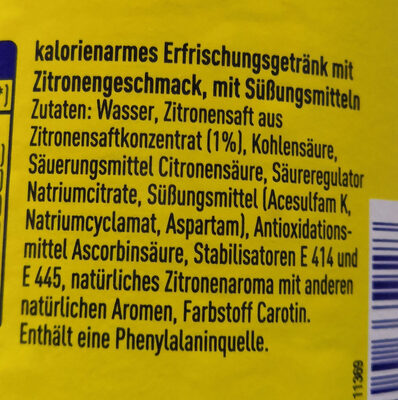 kalorienarmes Erfrischungsgetränk mit
Zitronengeschmack, mit Süßungsmitteln
Zutaten: Wasser, Zitronensaft aus
Zitronensaftkonzentrat (1%), Kohlensäure,
Säuerungsmittel Citronensäure, Säureregulator
Natriumcitrate, Süßungsmittel (Acesulfam K,
Natriumcyclamat, Aspartam), Antioxidations-
mittel Ascorbinsäure, Stabilisatoren E 414 und
E 445, natürliches Zitronenaroma mit anderen
natürlichen Aromen, Farbstoff Carotin.
Enthält eine Phenylalaninquelle.
11369